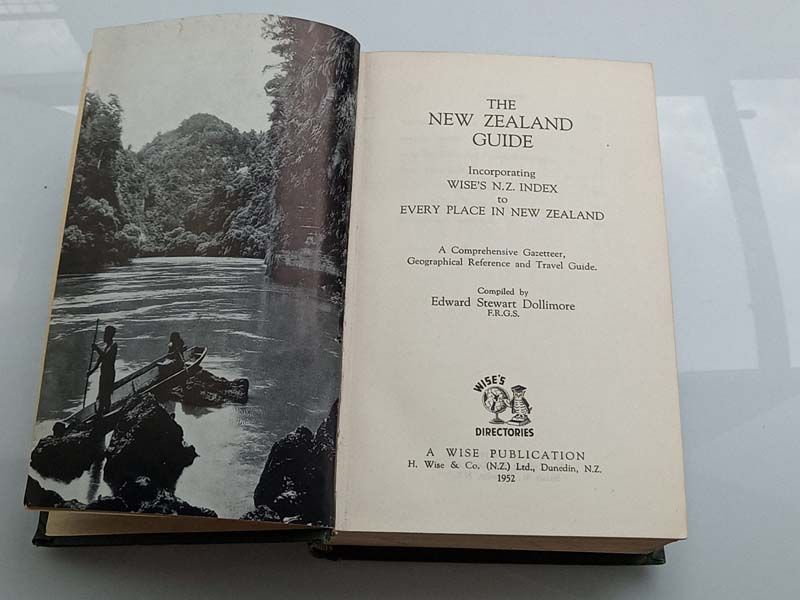 THE
NEW ZEALAND
GUIDE
Incorporating
WISE'S N.Z. INDEX
to
EVERY PLACE IN NEW ZEALAND
A Comprehensive Gazetteer,
Geographical Reference and Travel Guide.
Compiled by
Edward Stewart Dollimore
F.R.G.S.
WISE'S
DIRECTORIES
A WISE PUBLICATION
H. Wise & Co. (N.Z.) Ltd., Dunedin, N.Z.
1952